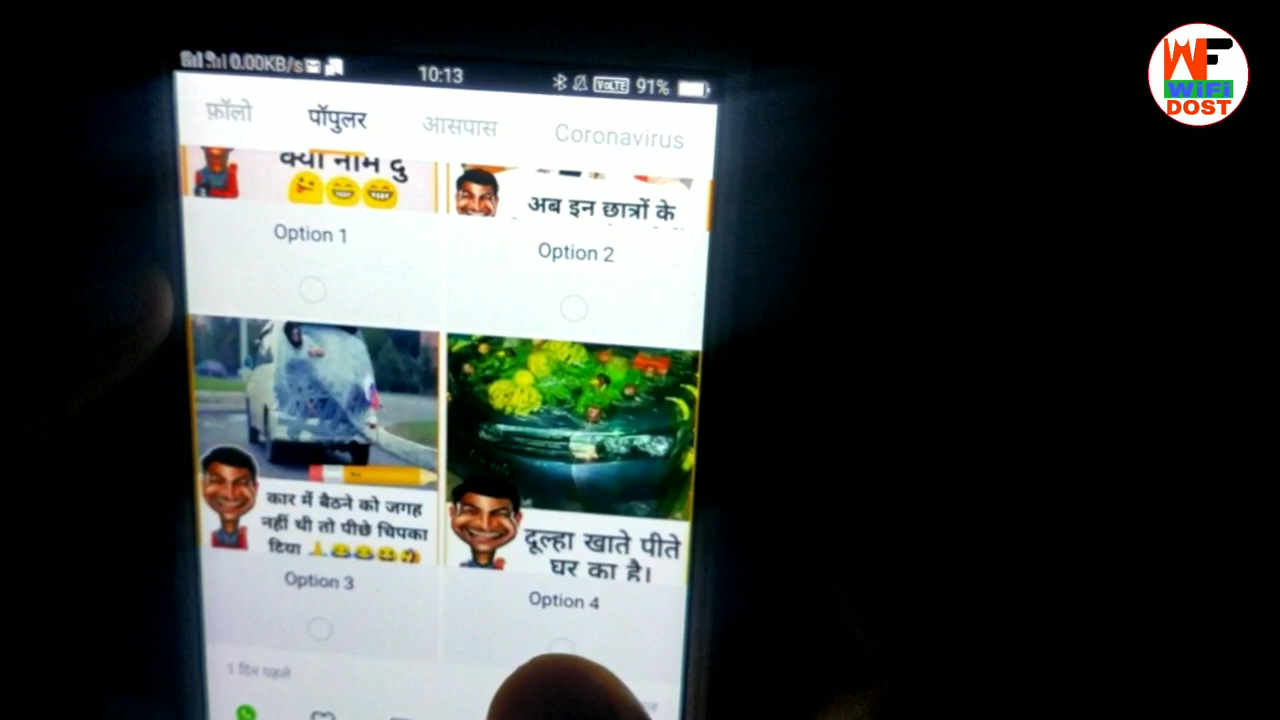 0.00KB/s 10:13 VoLTE 91%
फ़ॉलो पॉपुलर आसपास Coronavirus
WF
WiFi
DOST
क्या नाम दु
अब इन छात्रों के
Option 1
Option 2
कार में बैठने को जगह
नहीं थी तो पीछे चिपका
दिया
दूल्हा खाते पीते
घर का है।
Option 3
Option 4
1 दिन पहले